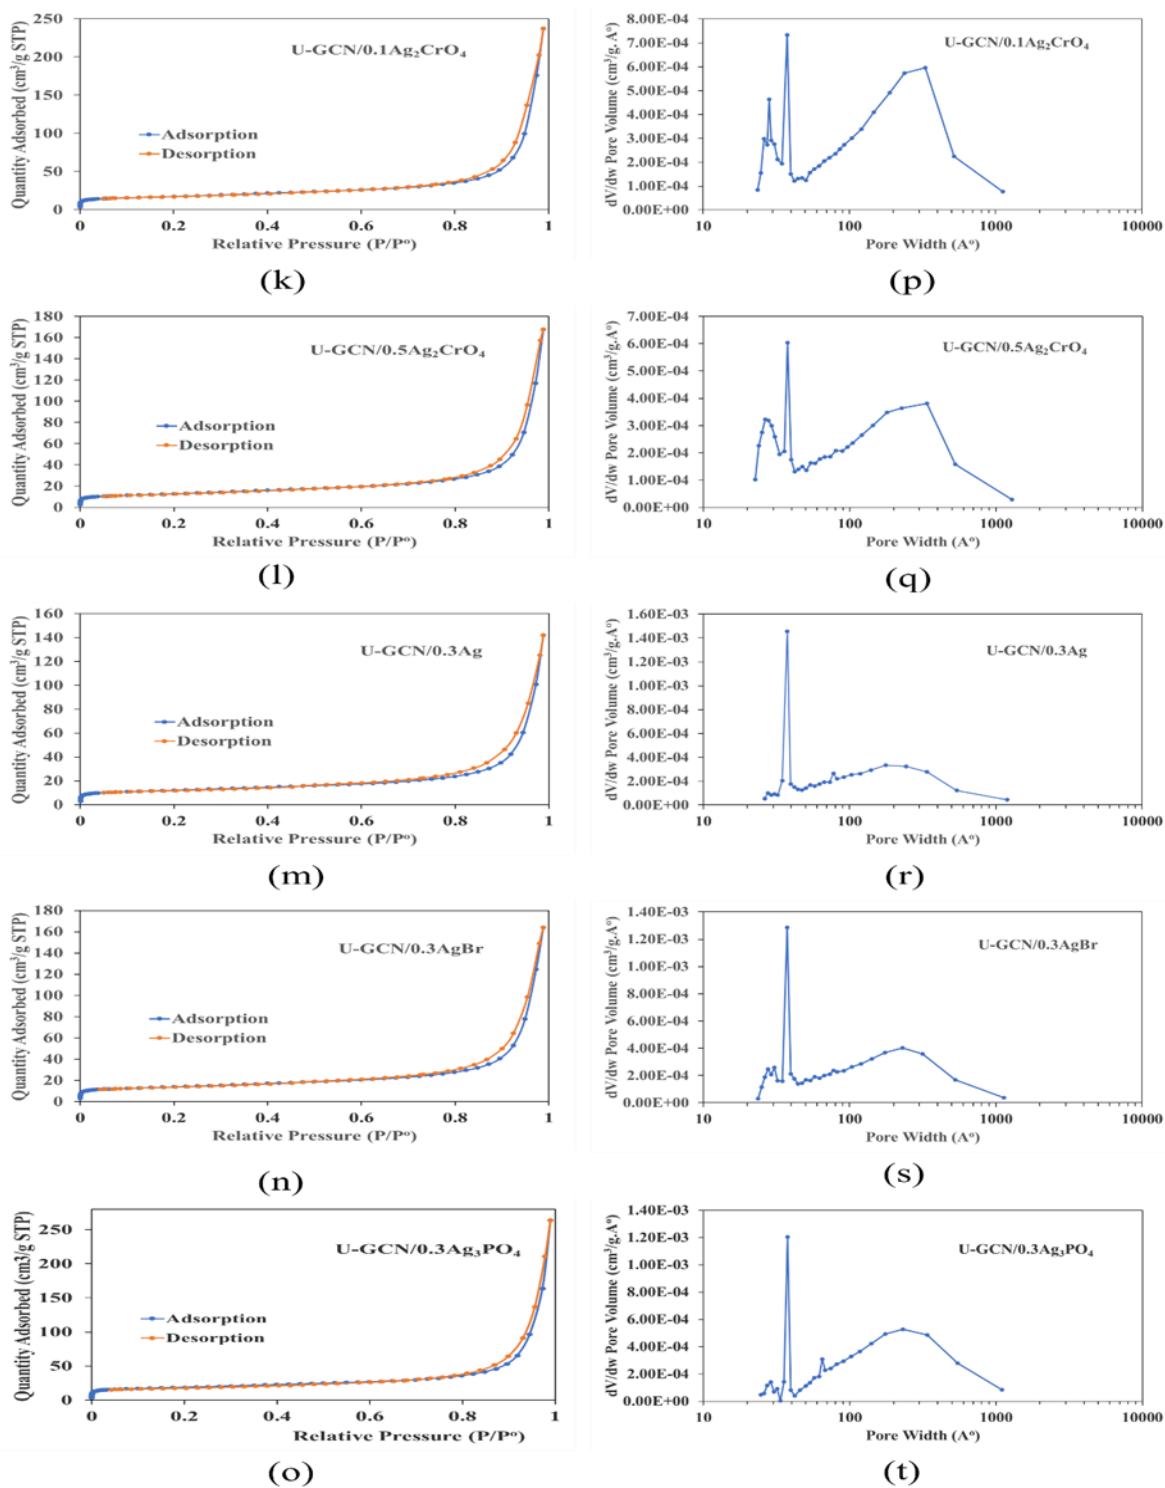 Quantity Adsorbed (cm³/g STP)
250
200
150
100
50
0
U-GCN/0.1Ag₂CrO₄
Adsorption
Desorption
0 0.2 0.4 0.6 0.8 1
Relative Pressure (P/Pº)
(k)
dV/dw Pore Volume (cm³/g.Aº)
8.00E-04
7.00E-04
6.00E-04
5.00E-04
4.00E-04
3.00E-04
2.00E-04
1.00E-04
0.00E+00
U-GCN/0.1Ag₂CrO₄
10 100 1000 10000
Pore Width (Aº)
(p)
Quantity Adsorbed (cm³/g STP)
180
160
140
120
100
80
60
40
20
0
U-GCN/0.5Ag₂CrO₄
Adsorption
Desorption
0 0.2 0.4 0.6 0.8 1
Relative Pressure (P/Pº)
(l)
dV/dw Pore Volume (cm³/g.Aº)
7.00E-04
6.00E-04
5.00E-04
4.00E-04
3.00E-04
2.00E-04
1.00E-04
0.00E+00
U-GCN/0.5Ag₂CrO₄
10 100 1000 10000
Pore Width (Aº)
(q)
Quantity Adsorbed (cm³/g STP)
160
140
120
100
80
60
40
20
0
U-GCN/0.3Ag
Adsorption
Desorption
0 0.2 0.4 0.6 0.8 1
Relative Pressure (P/Pº)
(m)
dV/dw Pore Volume (cm³/g.Aº)
1.60E-03
1.40E-03
1.20E-03
1.00E-03
8.00E-04
6.00E-04
4.00E-04
2.00E-04
0.00E+00
U-GCN/0.3Ag
10 100 1000 10000
Pore Width (Aº)
(r)
Quantity Adsorbed (cm³/g STP)
180
160
140
120
100
80
60
40
20
0
U-GCN/0.3AgBr
Adsorption
Desorption
0 0.2 0.4 0.6 0.8 1
Relative Pressure (P/Pº)
(n)
dV/dw Pore Volume (cm³/g.Aº)
1.40E-03
1.20E-03
1.00E-03
8.00E-04
6.00E-04
4.00E-04
2.00E-04
0.00E+00
U-GCN/0.3AgBr
10 100 1000 10000
Pore Width (Aº)
(s)
Quantity Adsorbed (cm3/g STP)
250
200
150
100
50
0
U-GCN/0.3Ag₃PO₄
Adsorption
Desorption
0 0.2 0.4 0.6 0.8 1
Relative Pressure (P/Pº)
(o)
dV/dw Pore Volume (cm³/g.Aº)
1.40E-03
1.20E-03
1.00E-03
8.00E-04
6.00E-04
4.00E-04
2.00E-04
0.00E+00
U-GCN/0.3Ag₃PO₄
10 100 1000 10000
Pore Width (Aº)
(t)